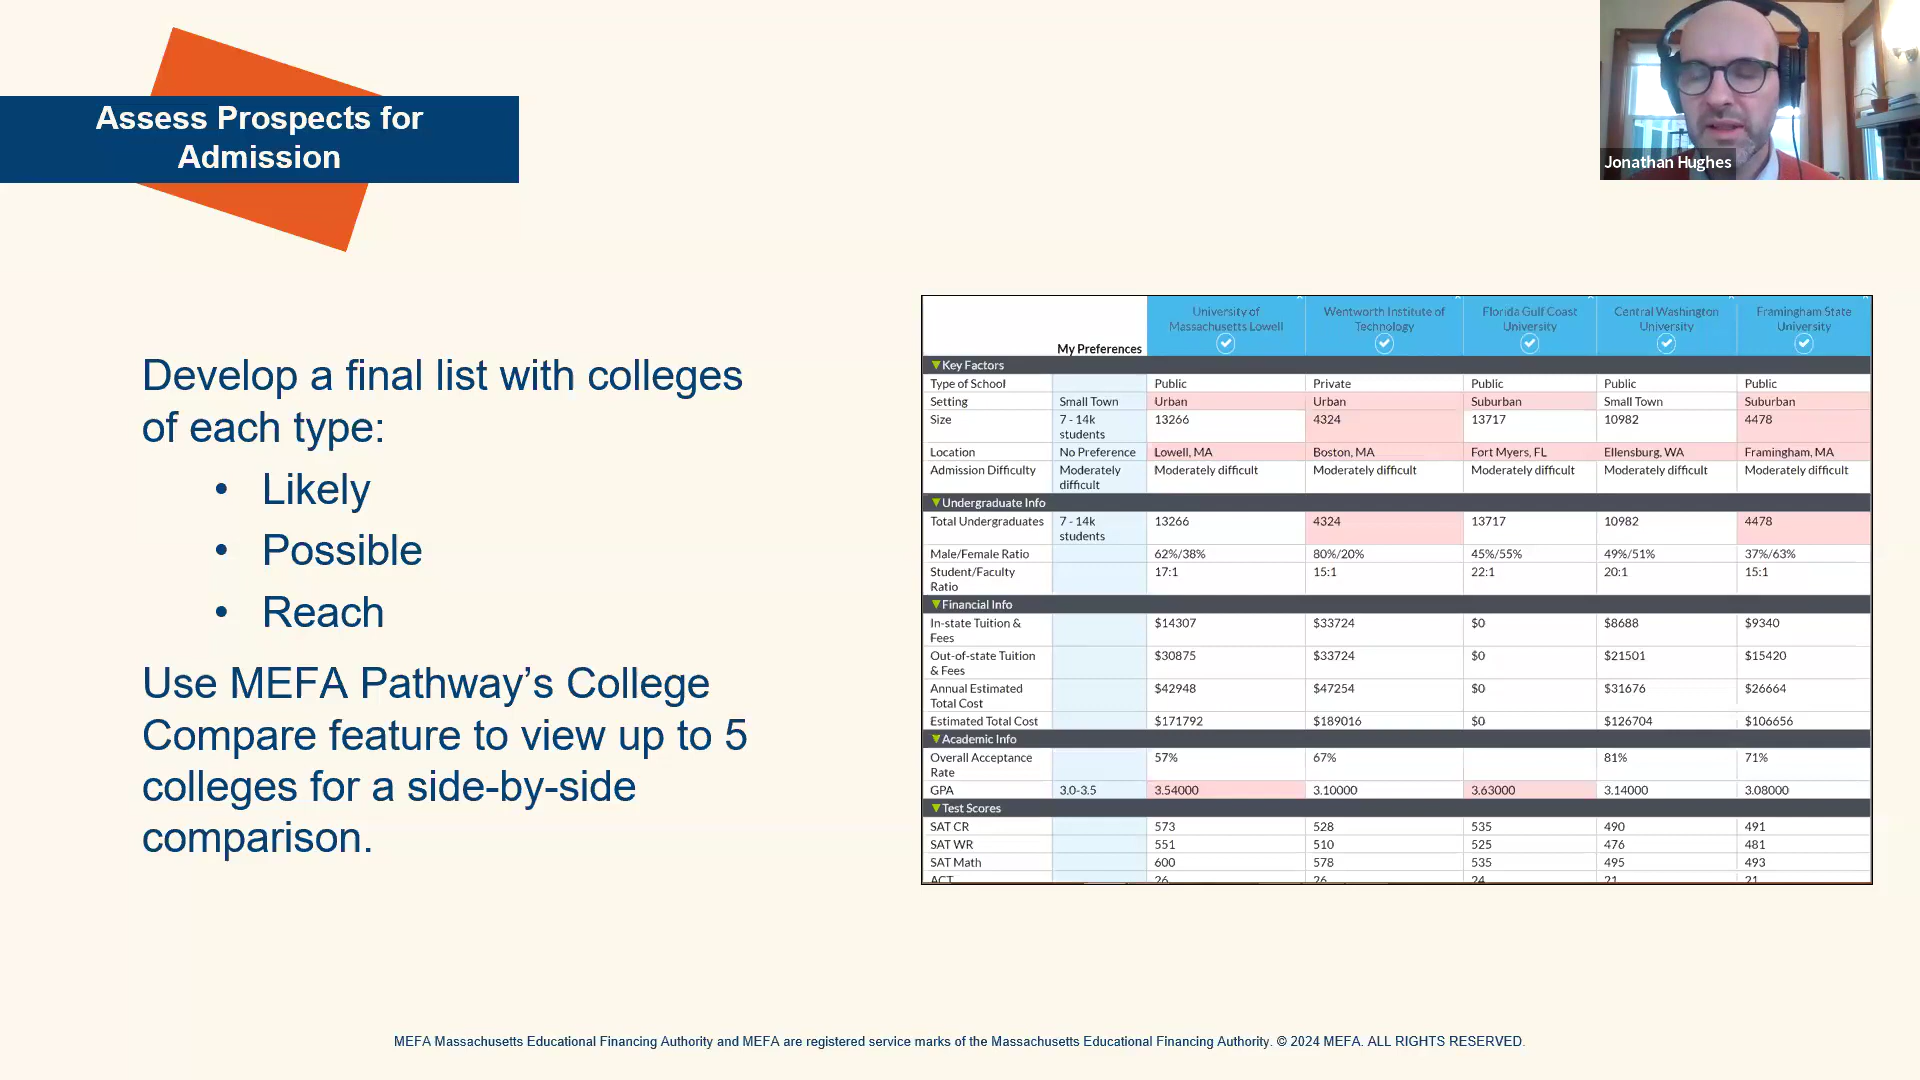 Assess Prospects for
Admission
Jonathan Hughes
Develop a final list with colleges
of each type:
• Likely
• Possible
• Reach
Use MEFA Pathway’s College
Compare feature to view up to 5
colleges for a side-by-side
comparison.
University of Wentworth Institute of Florida Gulf Coast Central Washington Framingham State
Massachusetts Lowell Technology University University University
My Preferences
Key Factors
Type of School Public Private Public Public Public
Setting Small Town Urban Urban Suburban Small Town Suburban
Size 7 - 14k 13266 4324 13717 10982 4478
students
Location No Preference Lowell, MA Boston, MA Fort Myers, FL Ellensburg, WA Framingham, MA
Admission Difficulty Moderately Moderately difficult Moderately difficult Moderately difficult Moderately difficult Moderately difficult
difficult
Undergraduate Info
Total Undergraduates 7 - 14k 13266 4324 13717 10982 4478
students
Male/Female Ratio 62%/38% 80%/20% 45%/55% 49%/51% 37%/63%
Student/Faculty 17:1 15:1 22:1 20:1 15:1
Ratio
Financial Info
In-state Tuition & $14307 $33724 $0 $8688 $9340
Fees
Out-of-state Tuition $30875 $33724 $0 $21501 $15420
& Fees
Annual Estimated $42948 $47254 $0 $31676 $26664
Total Cost
Estimated Total Cost $171792 $189016 $0 $126704 $106656
Academic Info
Overall Acceptance 57% 67% 81% 71%
Rate
GPA 3.0-3.5 3.54000 3.10000 3.63000 3.14000 3.08000
Test Scores
SAT CR 573 528 535 490 491
SAT WR 551 510 525 476 481
SAT Math 600 578 535 495 493
ACT 26 26 24 21 21
MEFA Massachusetts Educational Financing Authority and MEFA are registered service marks of the Massachusetts Educational Financing Authority. © 2024 MEFA. ALL RIGHTS RESERVED.